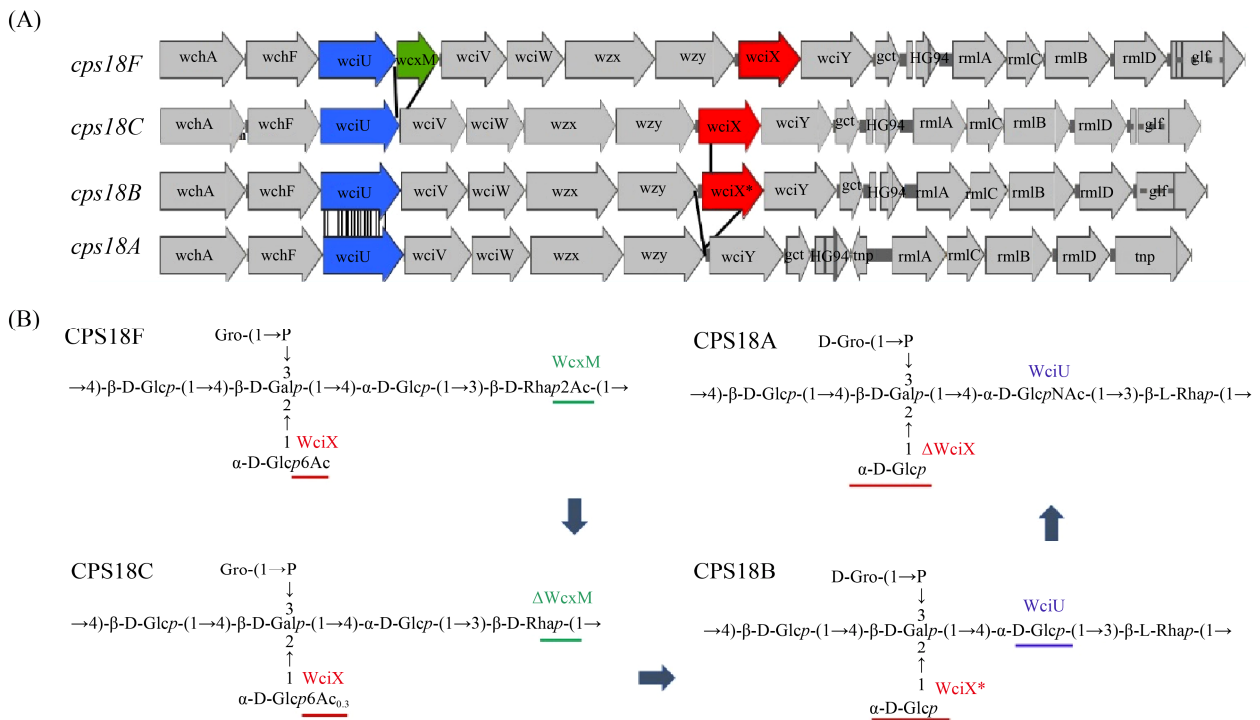 (A)
cps18F wchA wchF wciU wcxM wciV wciW wzx wzy wciX wciY gct HG94 rmlA rmlC rmlB rmlD glf
cps18C wchA wchF wciU wciV wciW wzx wzy wciX wciY gct HG94 rmlA rmlC rmlB rmlD glf
cps18B wchA wchF wciU wciV wciW wzx wzy wciX* wciY gct HG94 rmlA rmlC rmlB rmlD glf
cps18A wchA wchF wciU wciV wciW wzx wzy wciY gct HG94 tnp rmlA rmlC rmlB rmlD tnp
(B)
CPS18F
Gro-(1→P
↓
3
WcxM
→4)-β-D-Glcp-(1→4)-β-D-Galp-(1→4)-α-D-Glcp-(1→3)-β-D-Rhap2Ac-(1→
2
↑
1 WciX
α-D-Glcp6Ac
CPS18A
D-Gro-(1→P
↓
3
WciU
→4)-β-D-Glcp-(1→4)-β-D-Galp-(1→4)-α-D-GlcpNAc-(1→3)-β-L-Rhap-(1→
2
↑
1 ΔWciX
α-D-Glcp
CPS18C
Gro-(1→P
↓
3
ΔWcxM
→4)-β-D-Glcp-(1→4)-β-D-Galp-(1→4)-α-D-Glcp-(1→3)-β-D-Rhap-(1→
2
↑
1 WciX
α-D-Glcp6Ac0.3
CPS18B
D-Gro-(1→P
↓
3
WciU
→4)-β-D-Glcp-(1→4)-β-D-Galp-(1→4)-α-D-Glcp-(1→3)-β-L-Rhap-(1→
2
↑
1 WciX*
α-D-Glcp